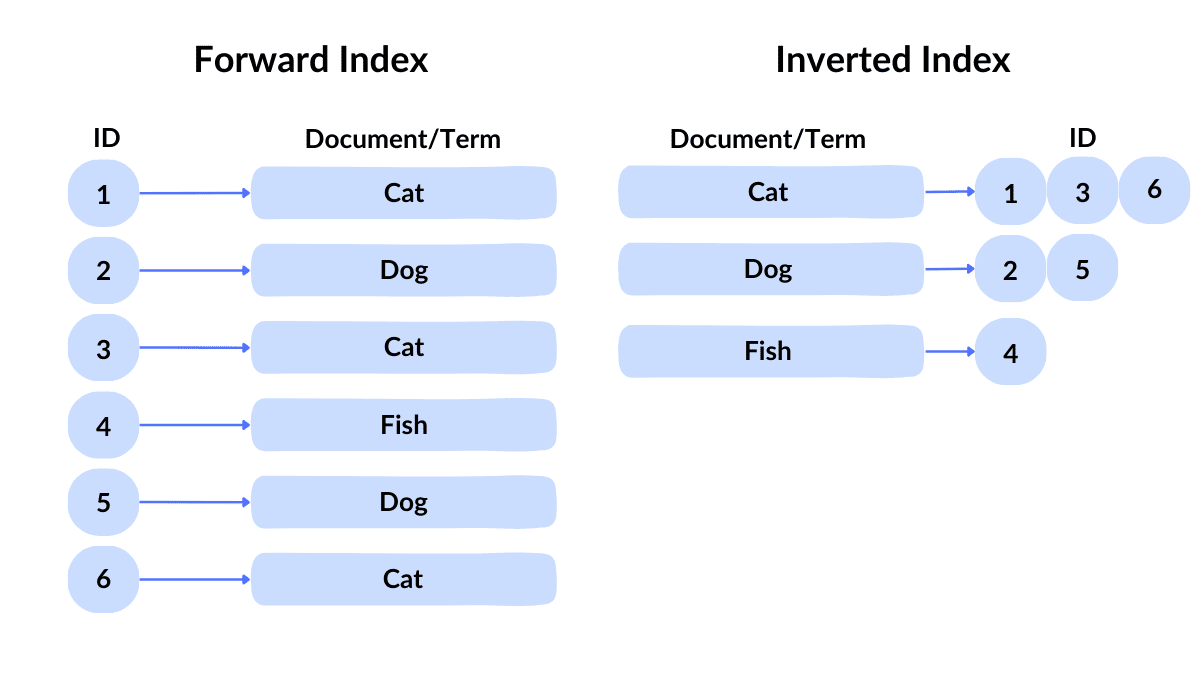 Forward Index
ID
Document/Term
1
Cat
2
Dog
3
Cat
4
Fish
5
Dog
6
Cat
Inverted Index
Document/Term
ID
Cat
1 3 6
Dog
2 5
Fish
4